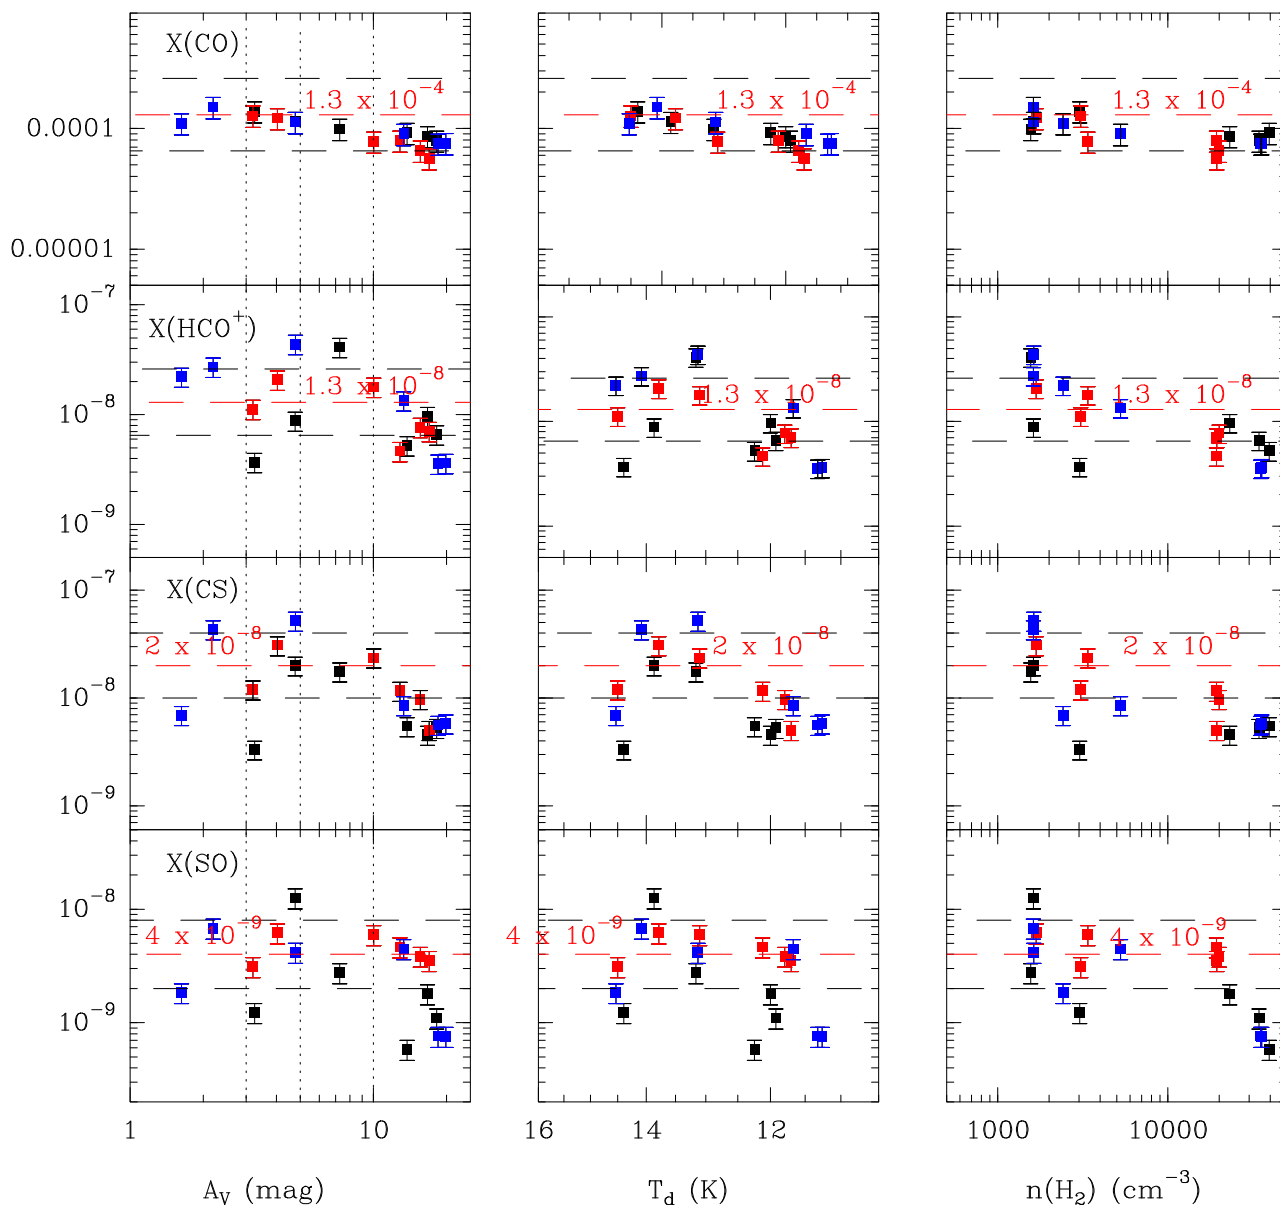 X(CO)
1.3 x 10⁻⁴
1.3 x 10⁻⁴
1.3 x 10⁻⁴
0.0001
0.00001
10⁻⁷
X(HCO⁺)
1.3 x 10⁻⁸
1.3 x 10⁻⁸
1.3 x 10⁻⁸
10⁻⁸
10⁻⁹
10⁻⁷
X(CS)
2 x 10⁻⁸
2 x 10⁻⁸
2 x 10⁻⁸
10⁻⁸
10⁻⁹
X(SO)
10⁻⁸
4 x 10⁻⁹
4 x 10⁻⁹
4 x 10⁻⁹
10⁻⁹
1 10
16 14 12
1000 10000
A_V (mag)
T_d (K)
n(H₂) (cm⁻³)